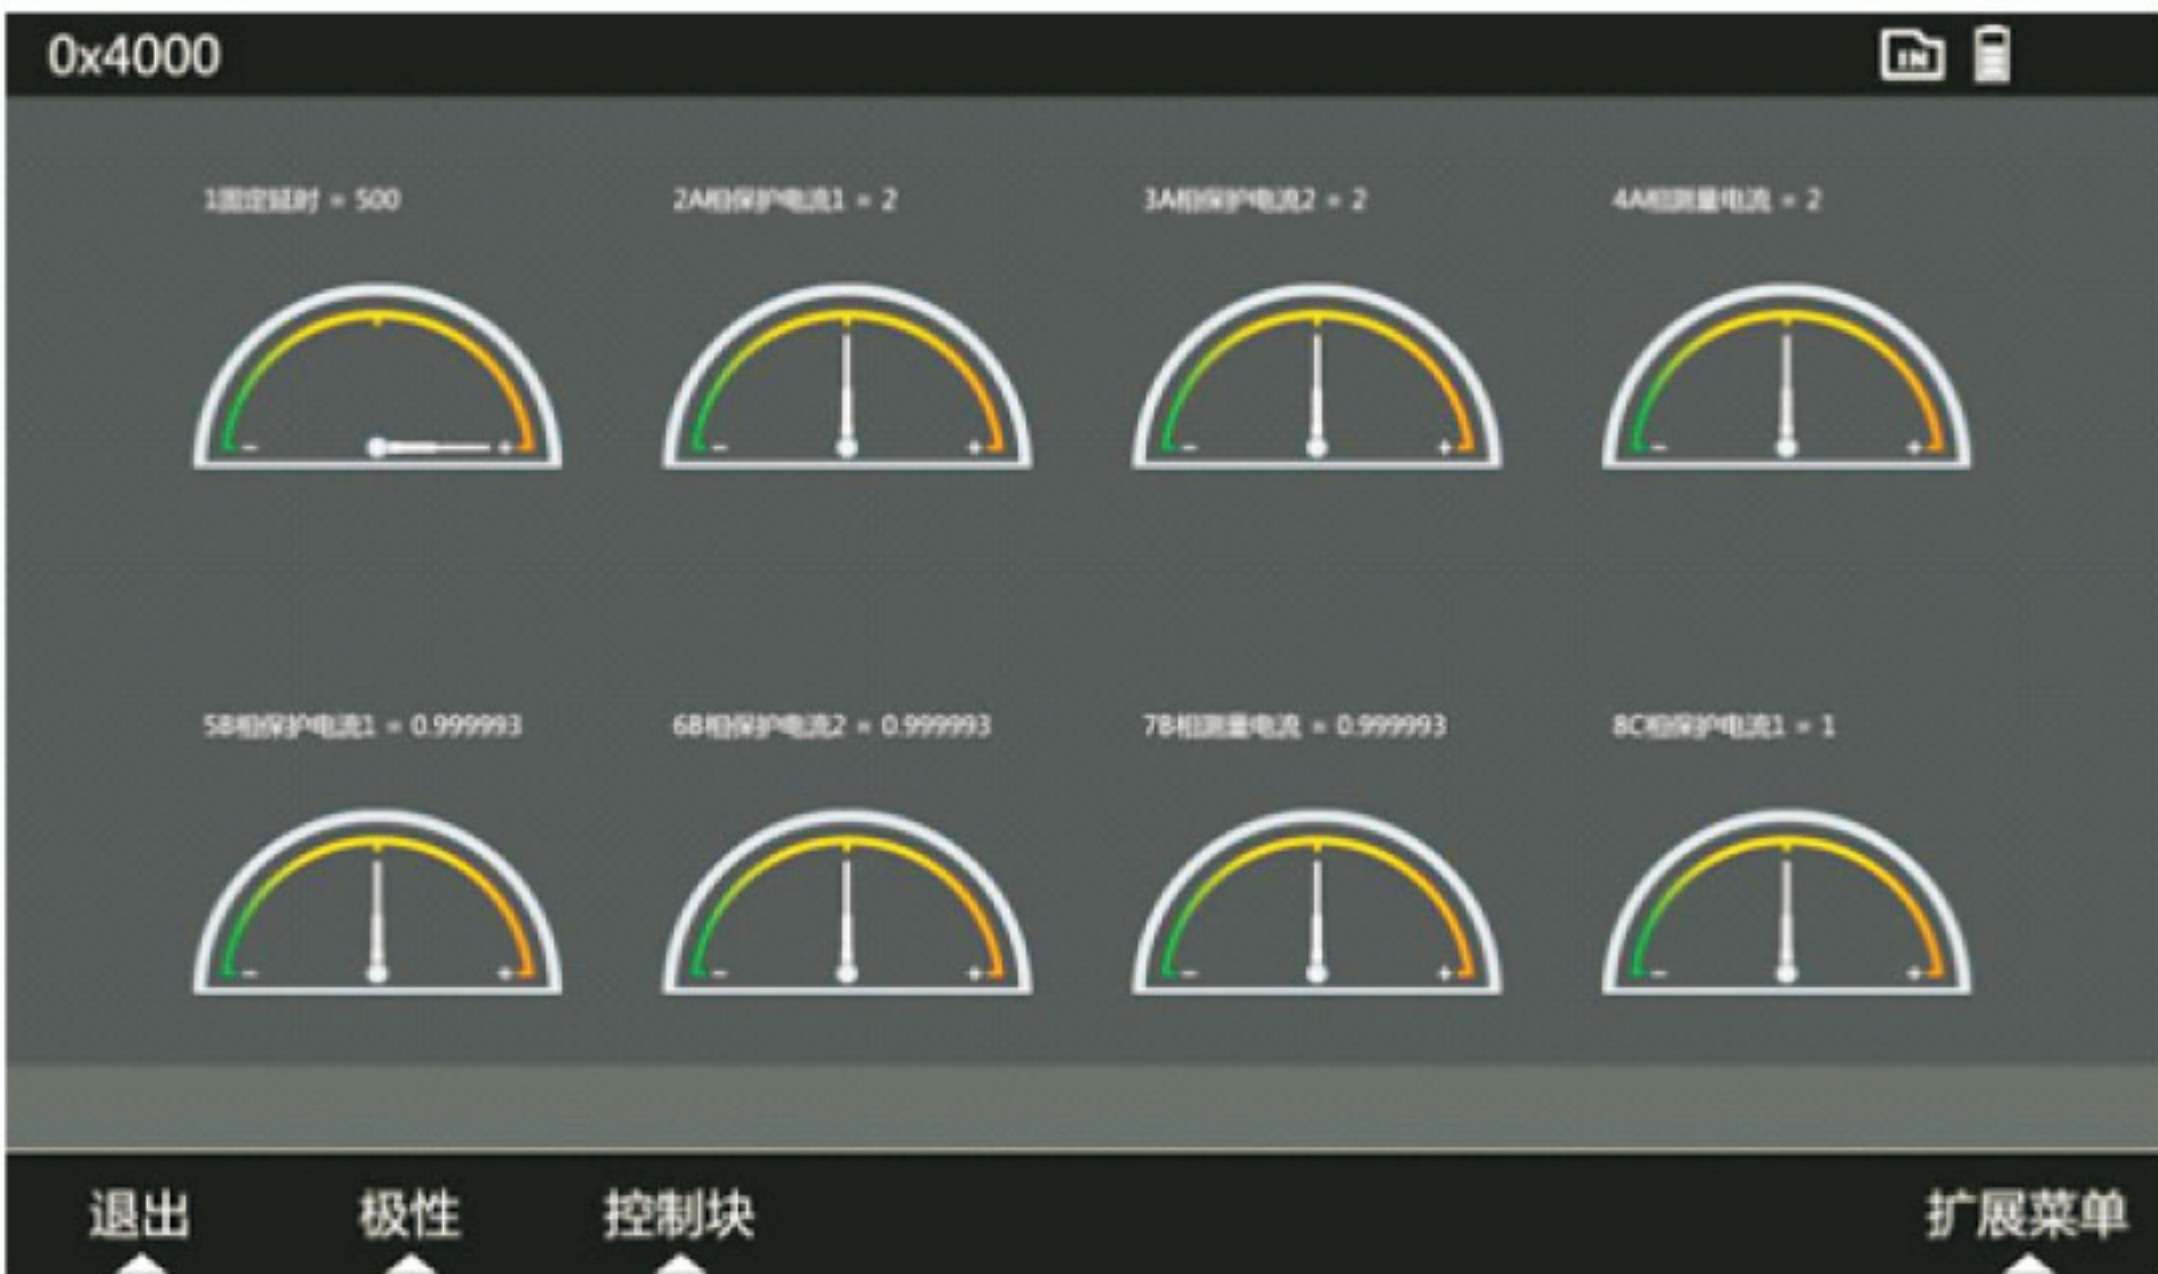 0x4000
IN
1固定延时 = 500
2A相保护电流1 = 2
3A相保护电流2 = 2
4A相测量电流 = 2
- +
- +
- +
- +
5B相保护电流1 = 0.999993
6B相保护电流2 = 0.999993
7B相测量电流 = 0.999993
8C相保护电流1 = 1
- +
- +
- +
- +
退出
极性
控制块
扩展菜单